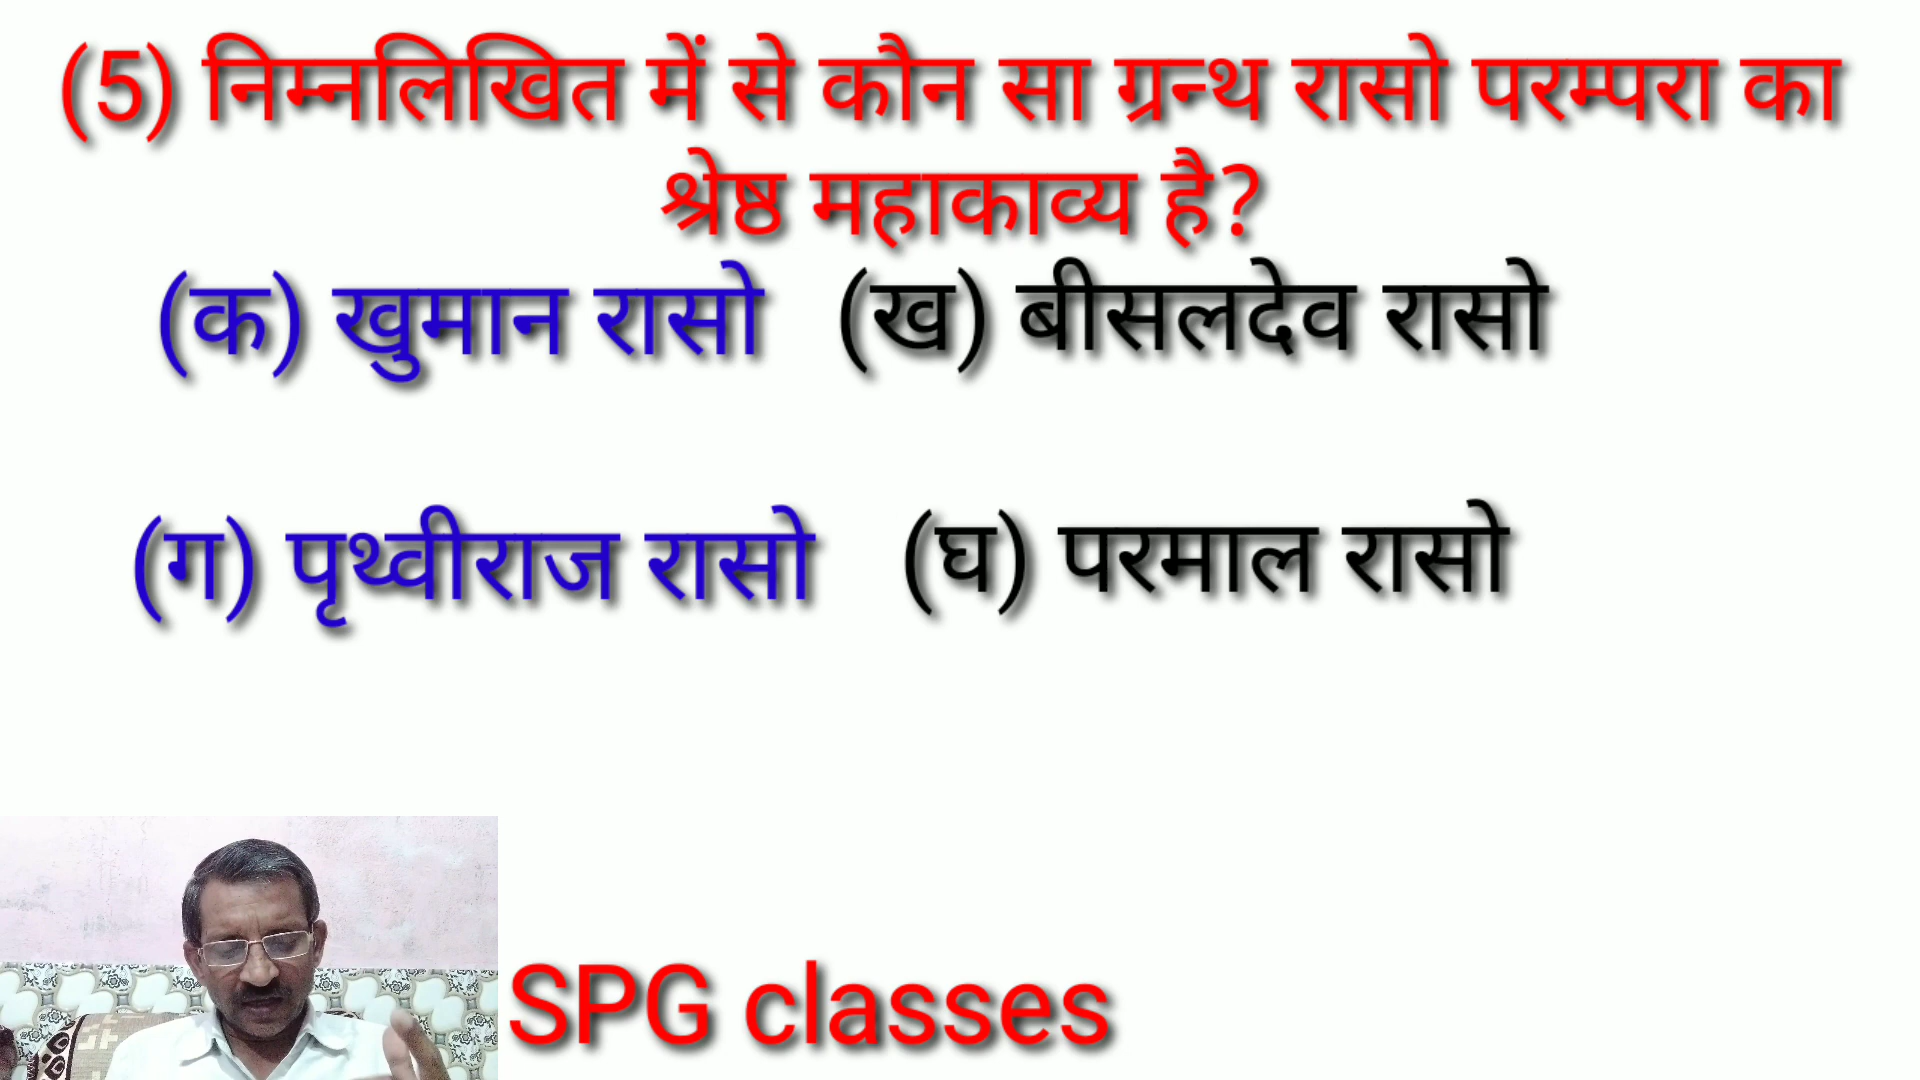 (5) निम्नलिखित में से कौन सा ग्रन्थ रासो परम्परा का
श्रेष्ठ महाकाव्य है?
(क) खुमान रासो (ख) बीसलदेव रासो
(ग) पृथ्वीराज रासो (घ) परमाल रासो
SPG classes